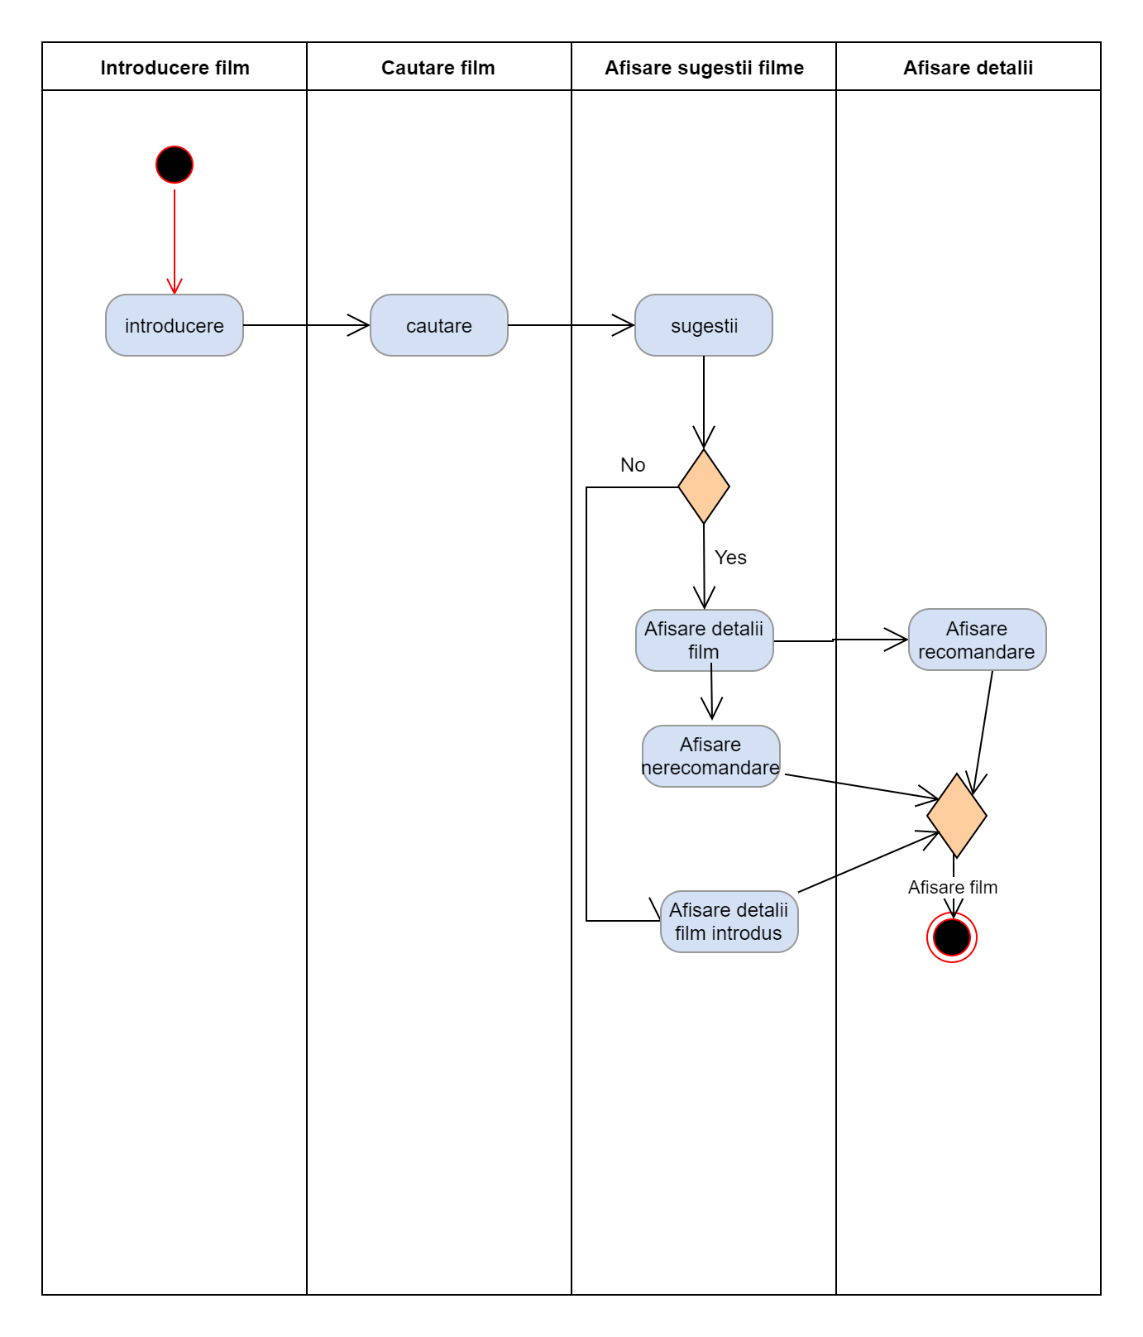 Introducere film
Cautare film
Afisare sugestii filme
Afisare detalii
introducere
cautare
sugestii
No
Yes
Afisare detalii
film
Afisare
recomandare
Afisare
nerecomandare
Afisare film
Afisare detalii
film introdus